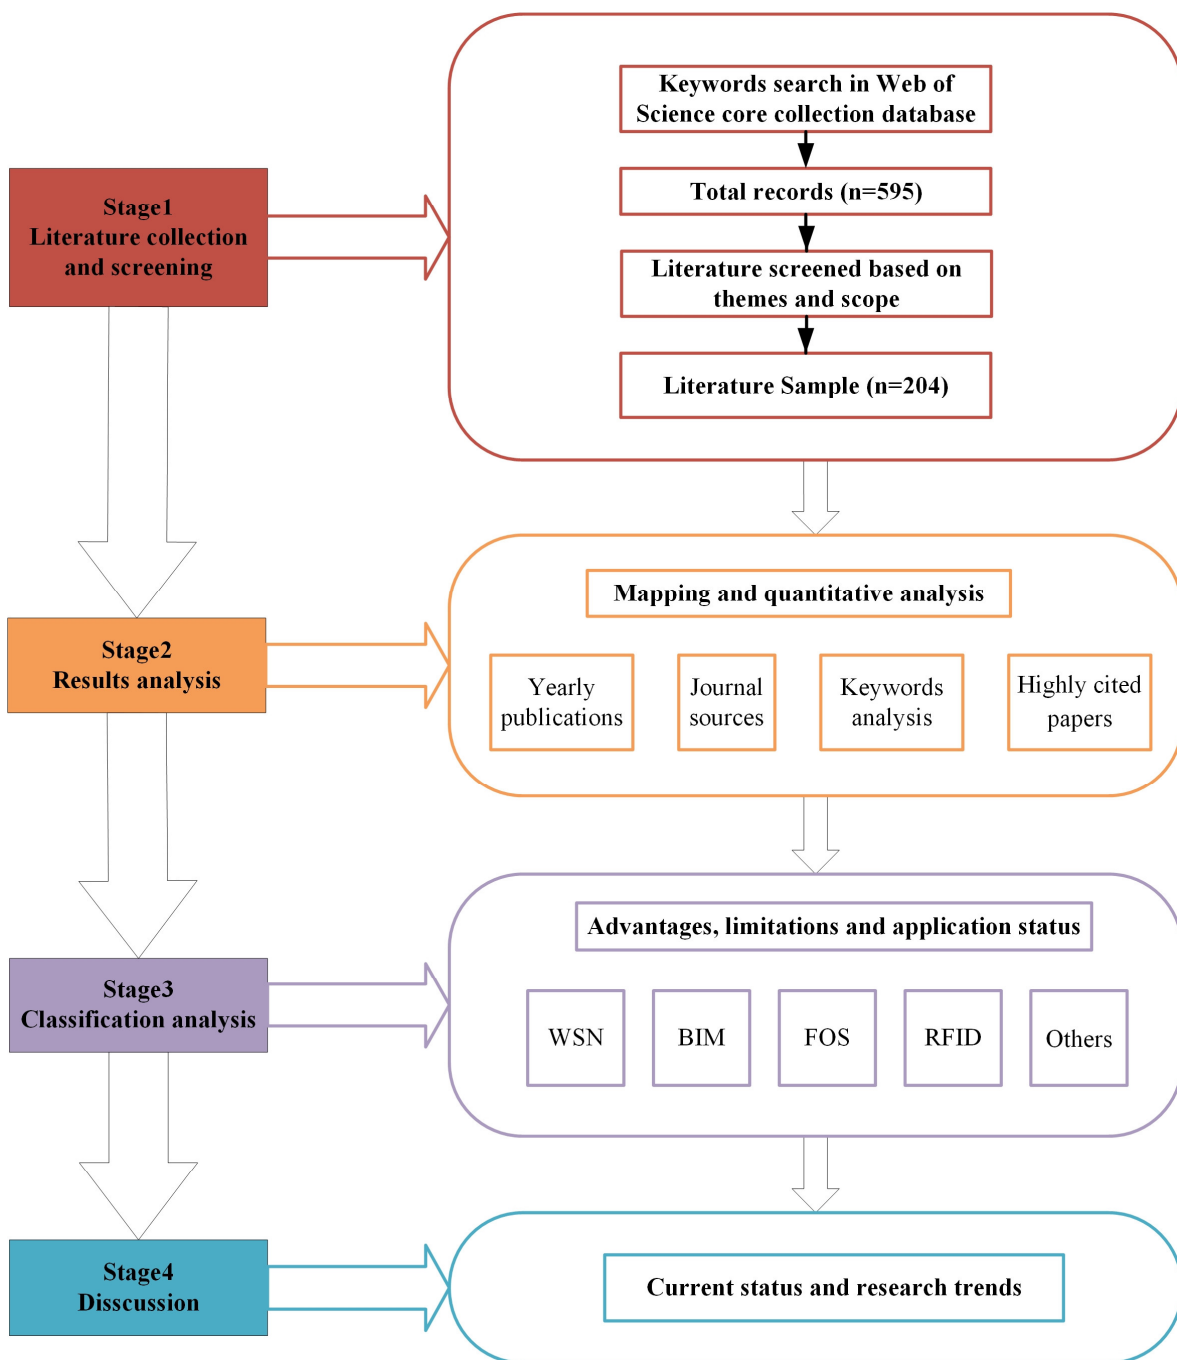 Stage1
Literature collection
and screening
Keywords search in Web of
Science core collection database
Total records (n=595)
Literature screened based on
themes and scope
Literature Sample (n=204)
Stage2
Results analysis
Mapping and quantitative analysis
Yearly
publications
Journal
sources
Keywords
analysis
Highly cited
papers
Stage3
Classification analysis
Advantages, limitations and application status
WSN
BIM
FOS
RFID
Others
Stage4
Disscussion
Current status and research trends